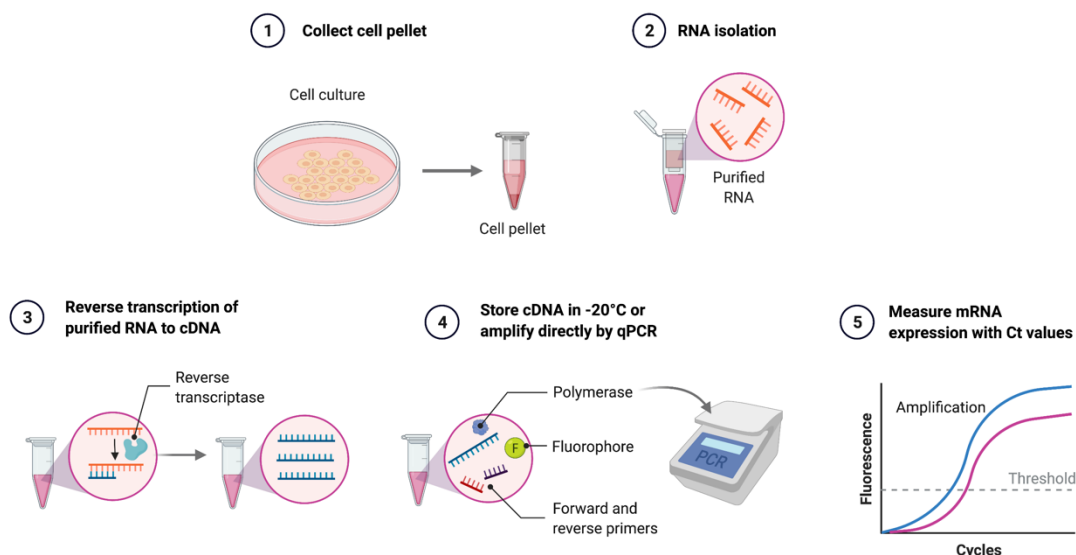 1 Collect cell pellet
Cell culture
Cell pellet
2 RNA isolation
Purified
RNA
3 Reverse transcription of
purified RNA to cDNA
Reverse
transcriptase
4 Store cDNA in -20°C or
amplify directly by qPCR
Polymerase
F Fluorophore
PCR
Forward and
reverse primers
5 Measure mRNA
expression with Ct values
Fluorescence
Amplification
Threshold
Cycles